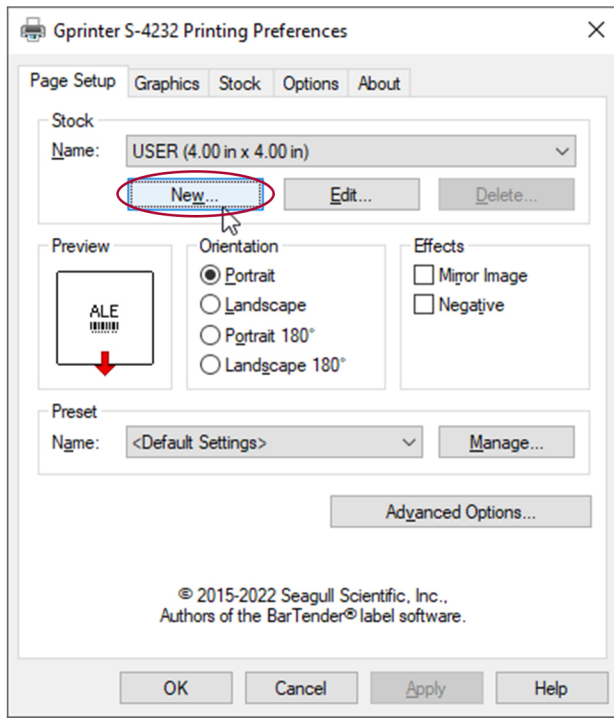 Gprinter S-4232 Printing Preferences
Page Setup Graphics Stock Options About
Stock
Name: USER (4.00 in x 4.00 in)
New... Edit... Delete...
Preview
ALE
Orientation
Portrait
Landscape
Portrait 180°
Landscape 180°
Effects
Mirror Image
Negative
Preset
Name: <Default Settings> Manage...
Advanced Options...
© 2015-2022 Seagull Scientific, Inc.,
Authors of the BarTender® label software.
OK Cancel Apply Help